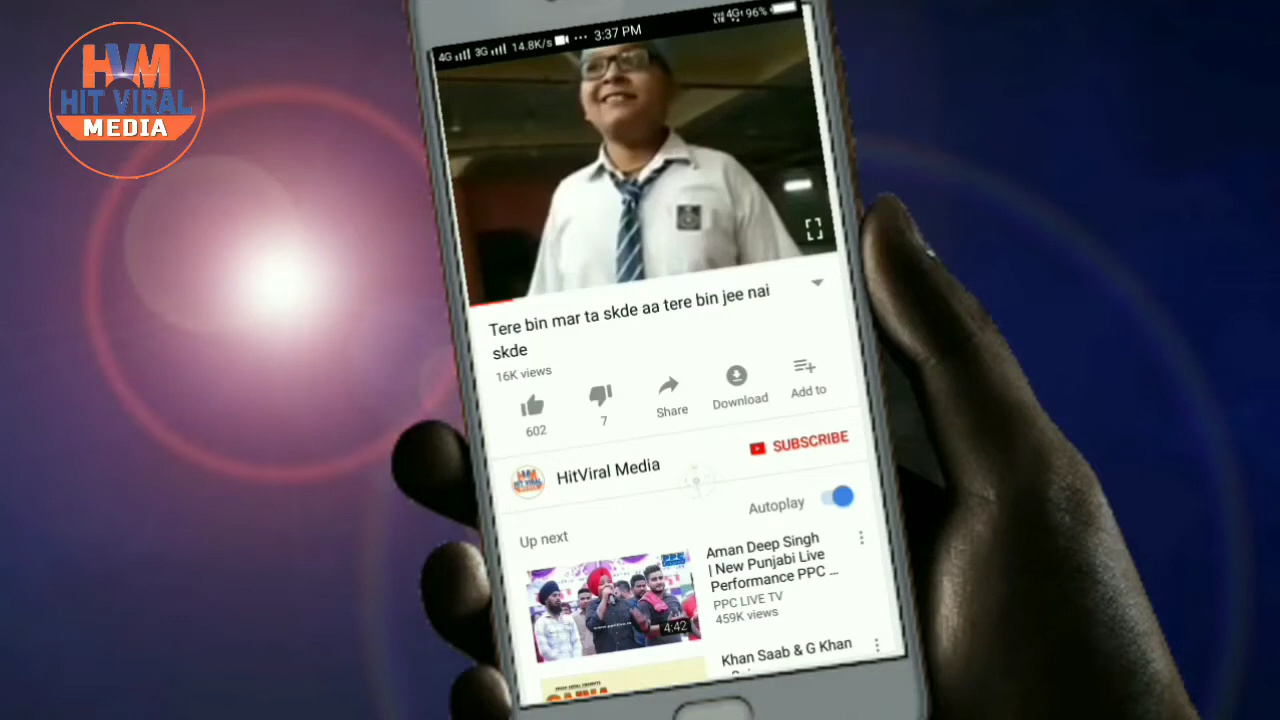 HVM
HIT VIRAL
MEDIA
4G 3G 14.8K/s ... 3:37 PM VoLTE 4G+ 96%
Tere bin mar ta skde aa tere bin jee nai
skde
16K views
602
7
Share
Download
Add to
HitViral Media
SUBSCRIBE
Autoplay
Up next
4:42
Aman Deep Singh
| New Punjabi Live
Performance PPC ...
PPC LIVE TV
459K views
Khan Saab & G Khan